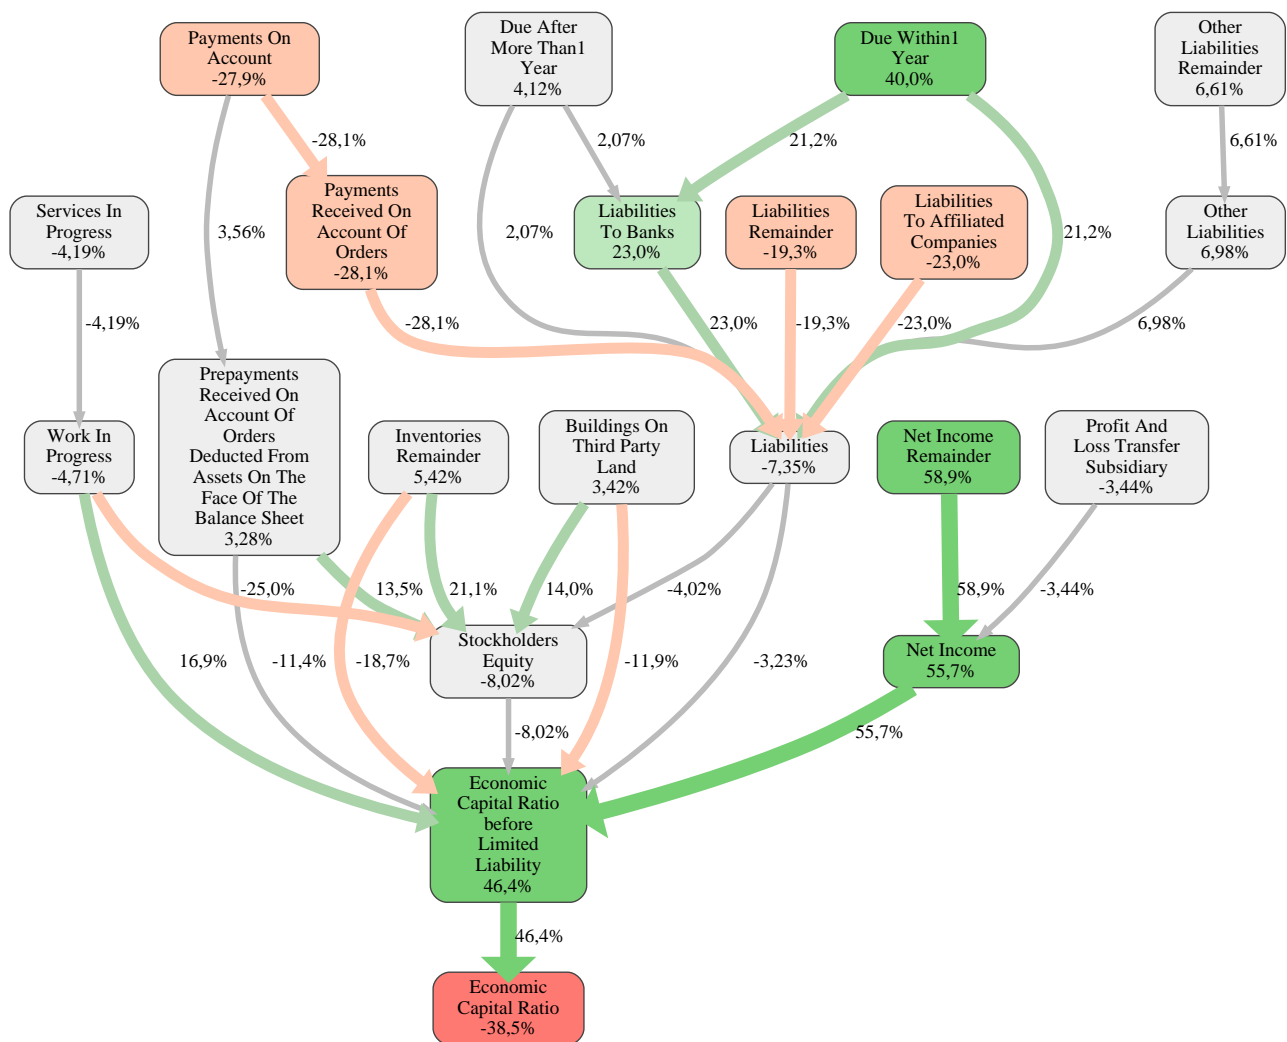 Payments On
Account
-27,9%
Due After
More Than1
Year
4,12%
Due Within1
Year
40,0%
Other
Liabilities
Remainder
6,61%
-28,1%
2,07%
21,2%
6,61%
Services In
Progress
-4,19%
3,56%
Payments
Received On
Account Of
Orders
-28,1%
2,07%
Liabilities
To Banks
23,0%
Liabilities
Remainder
-19,3%
Liabilities
To Affiliated
Companies
-23,0%
21,2%
Other
Liabilities
6,98%
-4,19%
-28,1%
23,0%
-19,3%
-23,0%
6,98%
Work In
Progress
-4,71%
Prepayments
Received On
Account Of
Orders
Deducted From
Assets On The
Face Of The
Balance Sheet
3,28%
Inventories
Remainder
5,42%
Buildings On
Third Party
Land
3,42%
Liabilities
-7,35%
Net Income
Remainder
58,9%
Profit And
Loss Transfer
Subsidiary
-3,44%
-25,0%
13,5%
21,1%
14,0%
-4,02%
58,9%
-3,44%
16,9%
-11,4%
-18,7%
Stockholders
Equity
-8,02%
-11,9%
-3,23%
Net Income
55,7%
-8,02%
55,7%
Economic
Capital Ratio
before
Limited
Liability
46,4%
46,4%
Economic
Capital Ratio
-38,5%